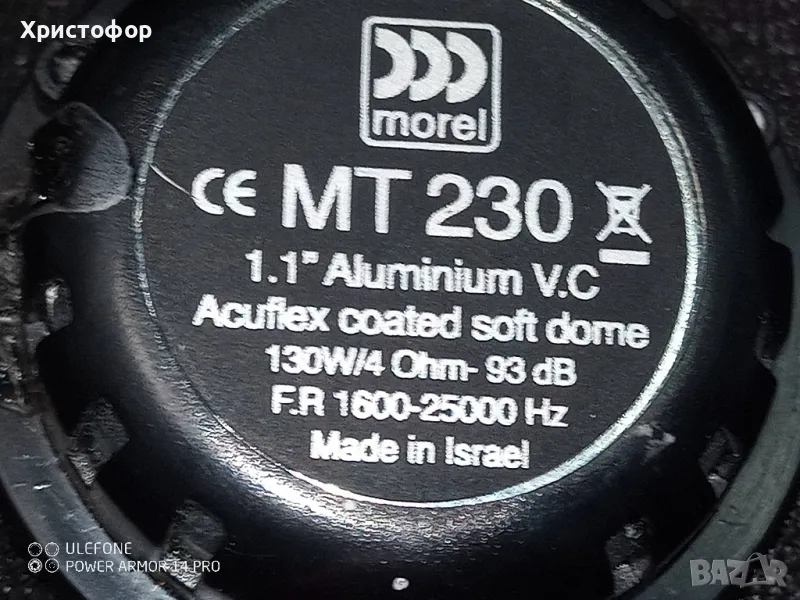 Христофор
morel
CE MT 230
1.1" Aluminium V.C
Acuflex coated soft dome
130W/4 Ohm- 93 dB
F.R 1600-25000 Hz
Made in Israel
ULEFONE
POWER ARMOR 14 PRO
BAZAR